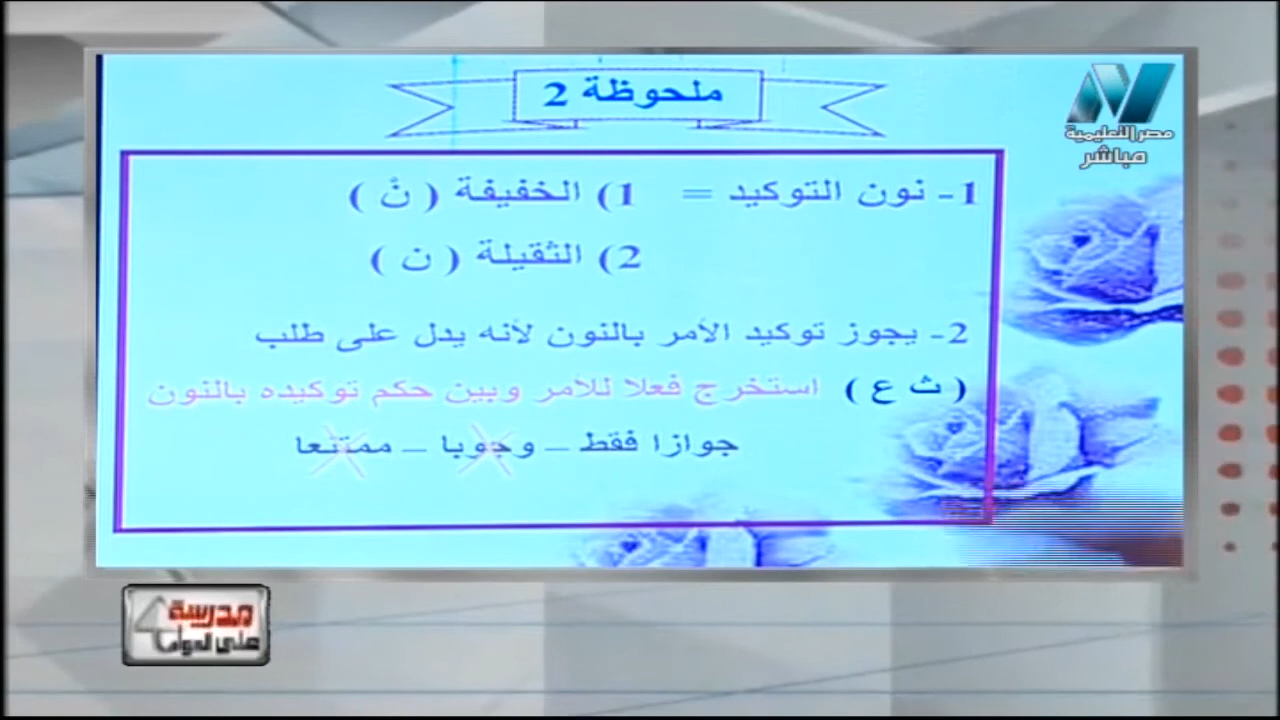 ملحوظة 2
مصر التعليمية
مباشر
1- نون التوكيد = 1) الخفيفة ( نْ )
2) الثقيلة ( ن )
2- يجوز توكيد الأمر بالنون لأنه يدل على طلب
( ث ع ) استخرج فعلا للأمر وبين حكم توكيده بالنون
جوازا فقط – وجوبا – ممتنعا
مدرسة
على الهواء